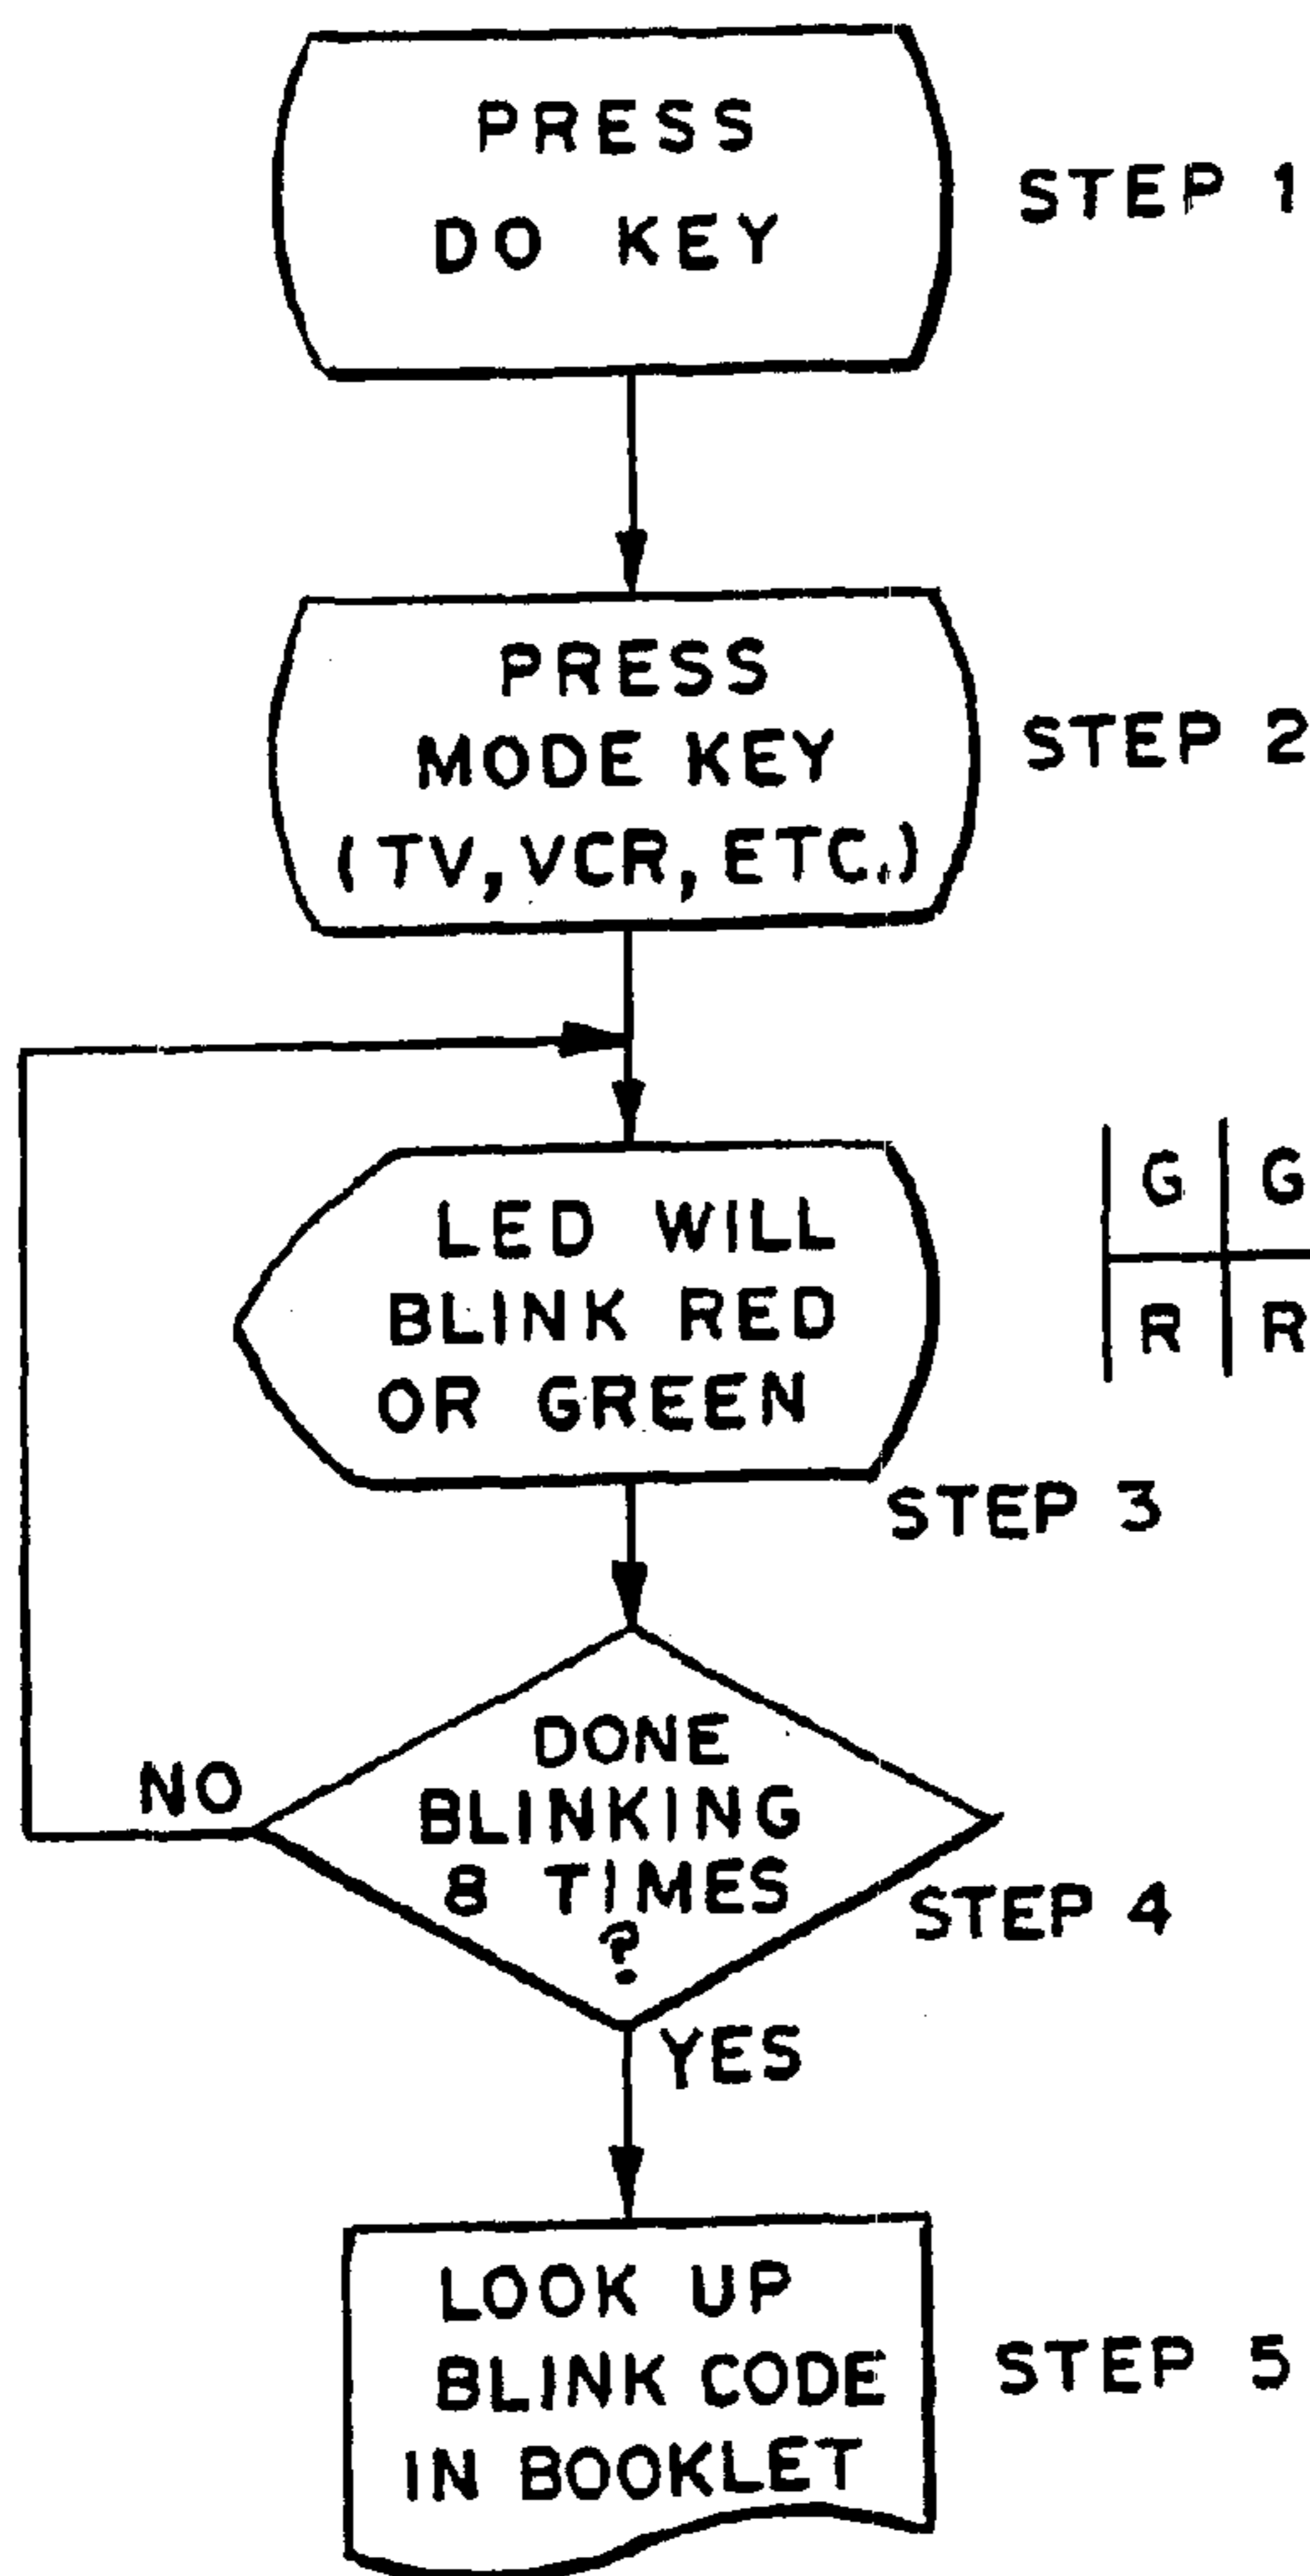 PRESS
DO KEY
STEP 1
PRESS
MODE KEY
(TV, VCR, ETC.)
STEP 2
LED WILL
BLINK RED
OR GREEN
G G
R R
STEP 3
DONE
BLINKING
8 TIMES
?
STEP 4
NO
YES
LOOK UP
BLINK CODE
IN BOOKLET
STEP 5